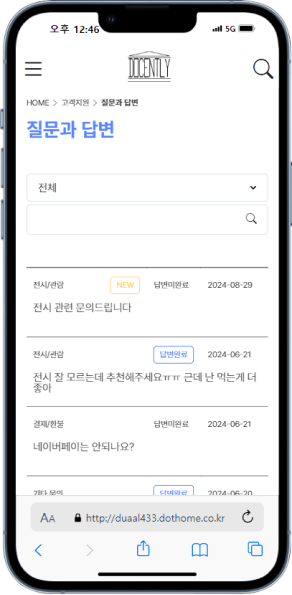 오후 12:46
5G
DOCENTLY
HOME > 고객지원 > 질문과 답변
질문과 답변
전체
전시/관람 NEW 답변미완료 2024-08-29
전시 관련 문의드립니다
전시/관람 답변완료 2024-06-21
전시 잘 모르는데 추천해주세요ㅠㅠ 근데 난 먹는게 더
좋아
결제/환불 답변미완료 2024-06-21
네이버페이는 안되나요?
기타 문의 답변완료 2024-06-20
AA http://duaal433.dothome.co.kr